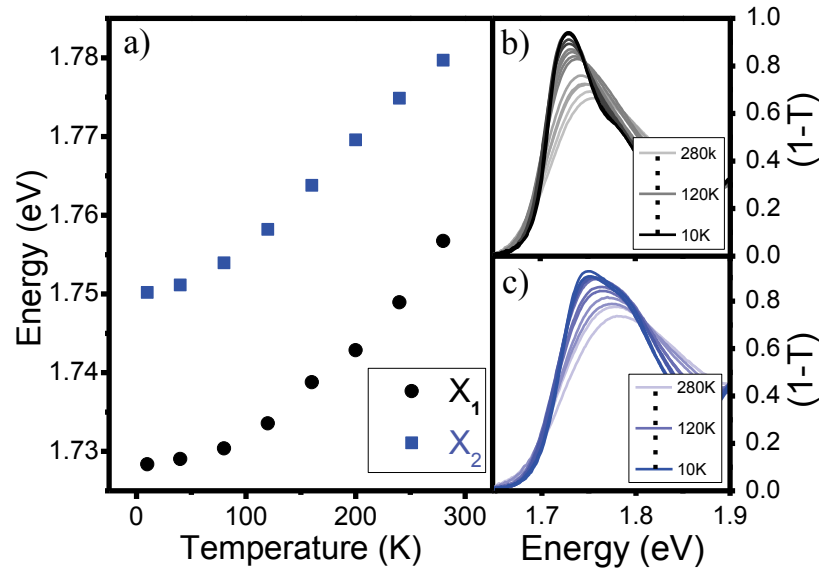 a)
Energy (eV)
1.78
1.77
1.76
1.75
1.74
1.73
0
100
200
300
Temperature (K)
X1
X2
b)
280k
120K
10K
1.0
0.8
0.6
0.4
0.2
0.0
(1-T)
c)
280K
120K
10K
0.8
0.6
0.4
0.2
0.0
(1-T)
1.7
1.8
1.9
Energy (eV)